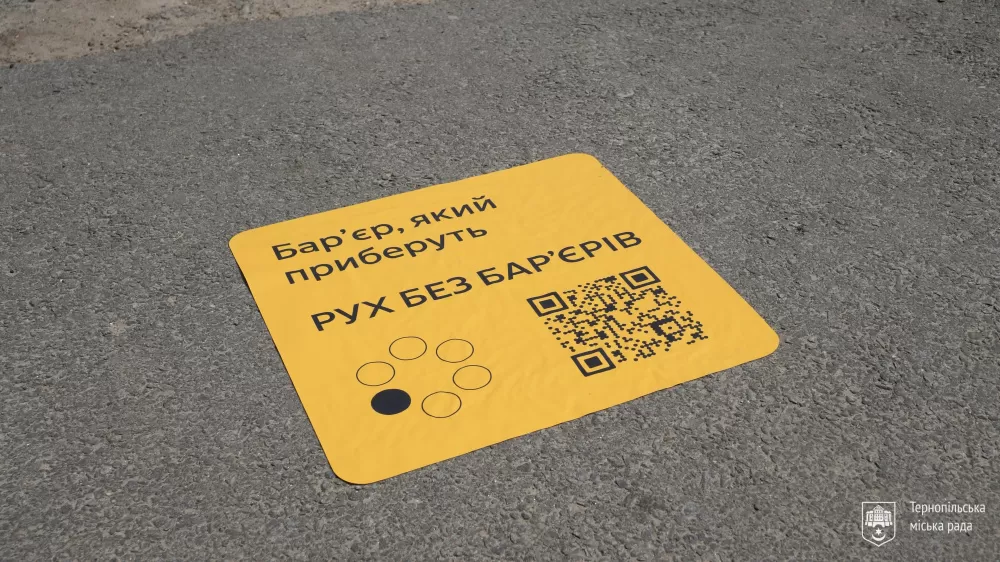 Бар’єр, який
приберуть
РУХ БЕЗ БАР’ЄРІВ
Тернопільська
міська рада